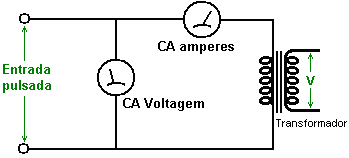 CA amperes
Entrada
pulsada
CA Voltagem
V
Transformador